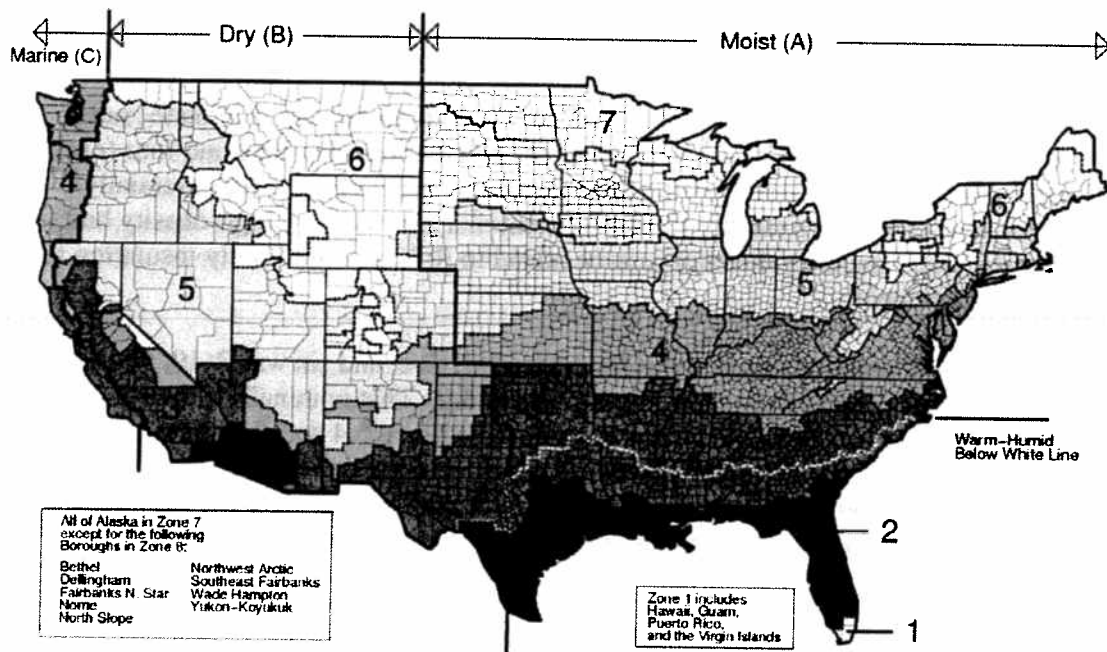 Marine (C)
Dry (B)
Moist (A)
7
6
4
6
5
5
4
Warm-Humid
Below White Line
2
1
All of Alaska in Zone 7
except for the following
Boroughs in Zone 8:
Bethel
Dellingham
Fairbanks N. Star
Nome
North Slope
Northwest Arctic
Southeast Fairbanks
Wade Hampton
Yukon-Koyukuk
Zone 1 includes
Hawaii, Guam,
Puerto Rico,
and the Virgin Islands